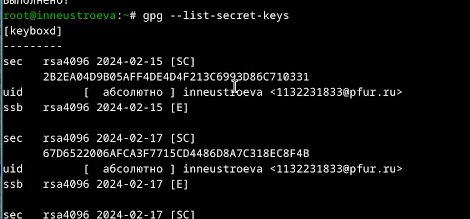 выполнено!
root@inneustroeva:~# gpg --list-secret-keys
[keyboxd]
---------
sec   rsa4096 2024-02-15 [SC]
      2B2EA04D9B05AFF4DE4D4F213C6993D86C710331
uid         [  абсолютно ] inneustroeva <1132231833@pfur.ru>
ssb   rsa4096 2024-02-15 [E]

sec   rsa4096 2024-02-17 [SC]
      67D6522006AFCA3F7715CD4486D8A7C318EC8F4B
uid         [  абсолютно ] inneustroeva <1132231833@pfur.ru>
ssb   rsa4096 2024-02-17 [E]

sec   rsa4096 2024-02-17 [SC]